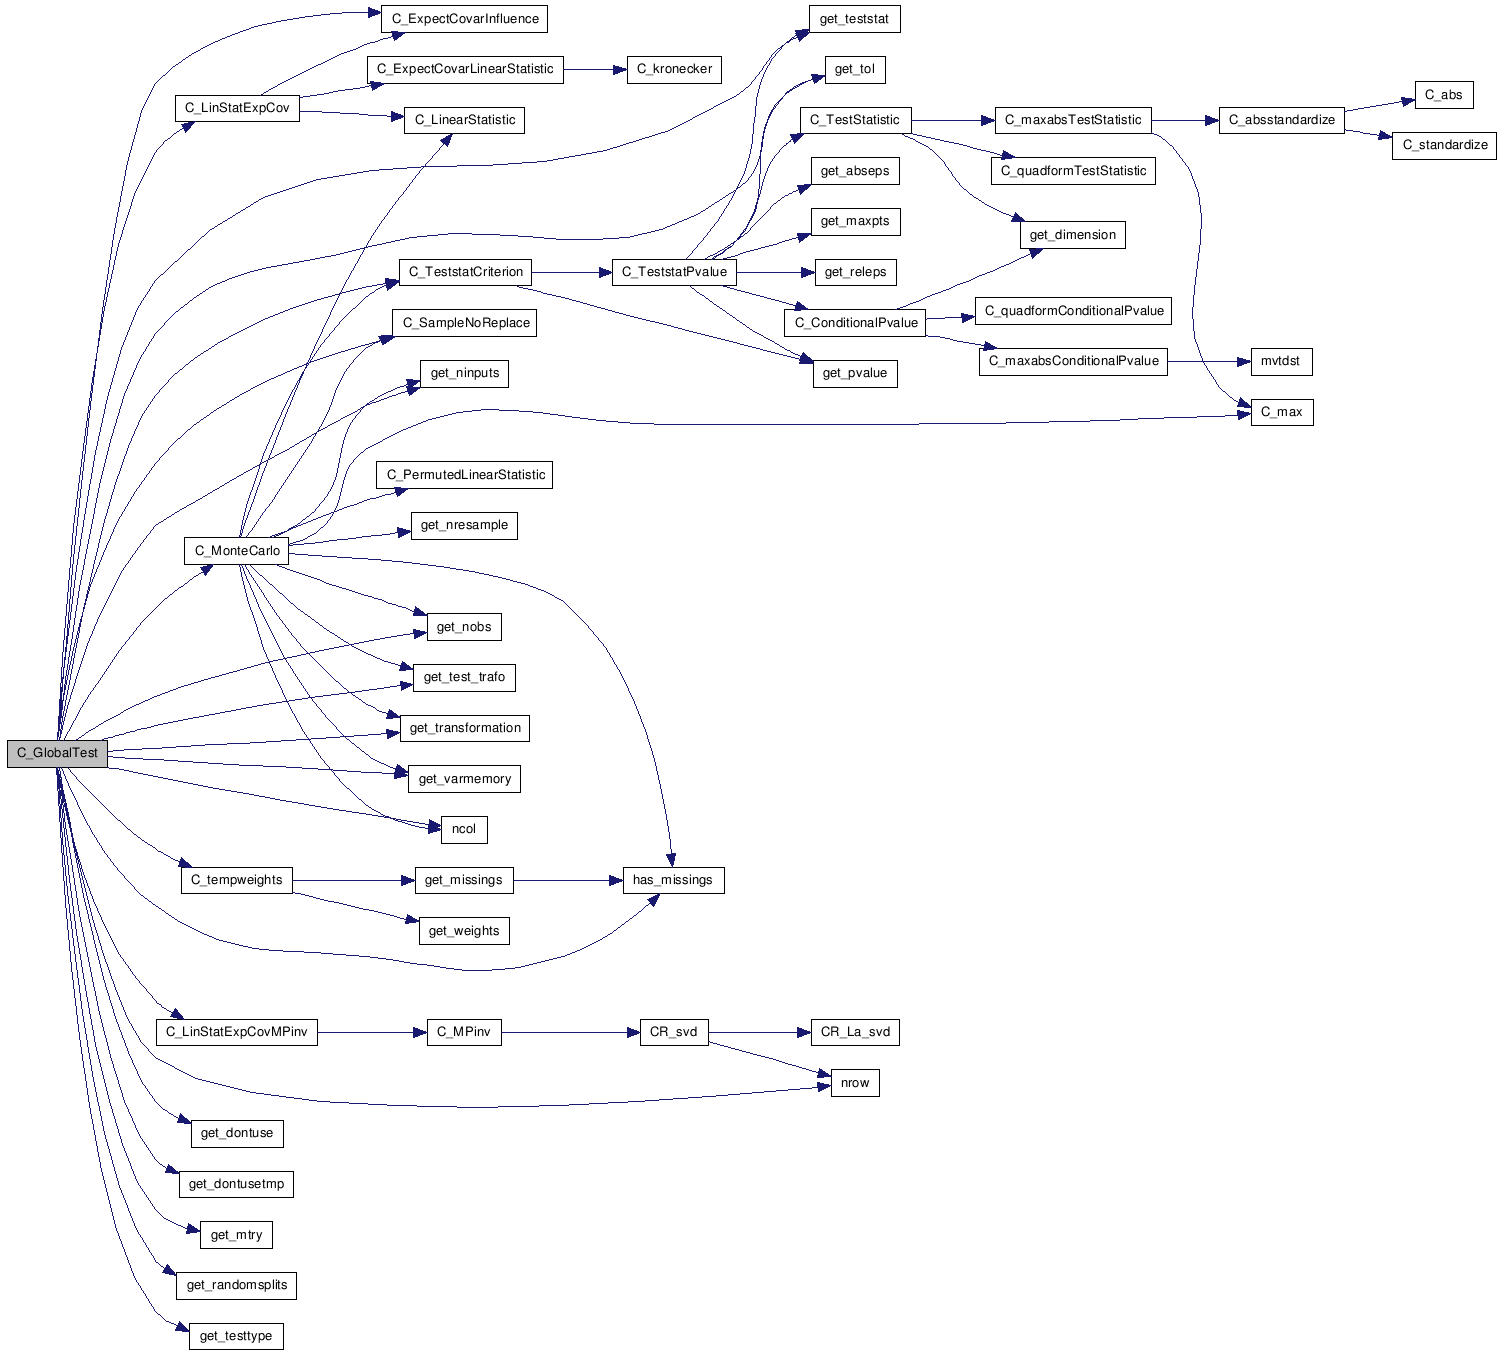 C_ExpectCovarInfluence
get_teststat
C_ExpectCovarLinearStatistic
C_kronecker
get_tol
C_LinStatExpCov
C_LinearStatistic
C_TestStatistic
C_maxabsTestStatistic
C_absstandardize
C_abs
C_standardize
get_abseps
C_quadformTestStatistic
get_maxpts
get_dimension
C_TeststatCriterion
C_TeststatPvalue
get_releps
C_SampleNoReplace
C_ConditionalPvalue
C_quadformConditionalPvalue
get_ninputs
get_pvalue
C_maxabsConditionalPvalue
mvtdst
C_max
C_PermutedLinearStatistic
get_nresample
C_MonteCarlo
get_nobs
get_test_trafo
get_transformation
C_GlobalTest
get_varmemory
ncol
C_tempweights
get_missings
has_missings
get_weights
C_LinStatExpCovMPinv
C_MPinv
CR_svd
CR_La_svd
nrow
get_dontuse
get_dontusetmp
get_mtry
get_randomsplits
get_testtype